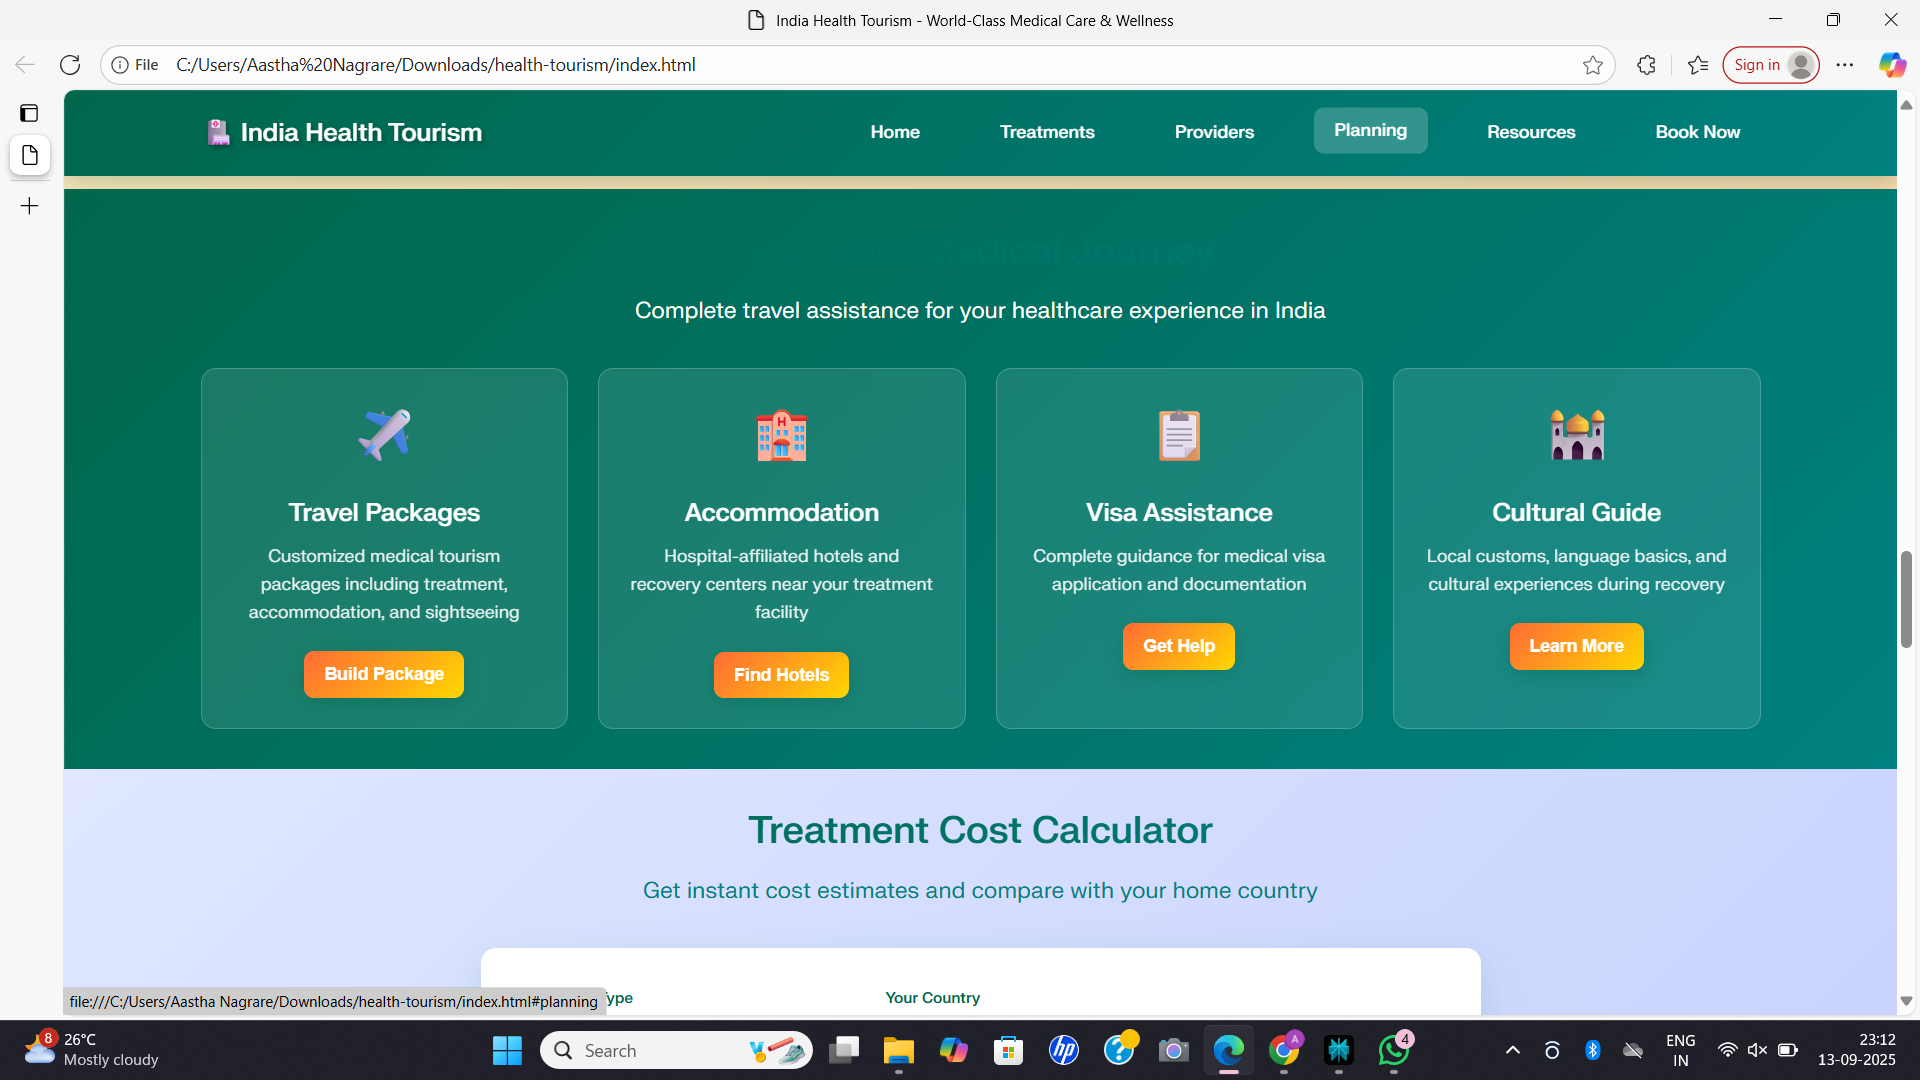 India Health Tourism - World-Class Medical Care & Wellness
File C:/Users/Aastha%20Nagrare/Downloads/health-tourism/index.html
Sign in
India Health Tourism
Home Treatments Providers Planning Resources Book Now
Your Medical Journey
Complete travel assistance for your healthcare experience in India
Travel Packages
Customized medical tourism
packages including treatment,
accommodation, and sightseeing
Build Package
H
Accommodation
Hospital-affiliated hotels and
recovery centers near your treatment
facility
Find Hotels
Visa Assistance
Complete guidance for medical visa
application and documentation
Get Help
Cultural Guide
Local customs, language basics, and
cultural experiences during recovery
Learn More
Treatment Cost Calculator
Get instant cost estimates and compare with your home country
Type Your Country
file:///C:/Users/Aastha Nagrare/Downloads/health-tourism/index.html#planning
8
26°C
Mostly cloudy
Search
hp
A
4
ENG
IN
23:12
13-09-2025